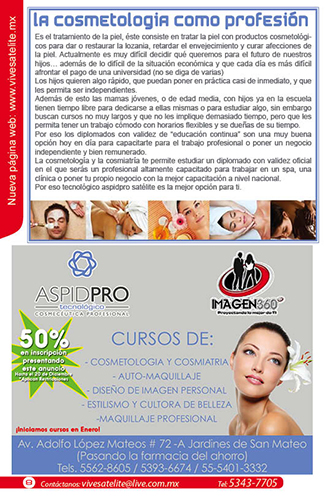 la cosmetologia como profesión
Es el tratamiento de la piel, éste consiste en tratar la piel con productos cosmetológi-
cos para dar o restaurar la lozania, retardar el envejecimiento y curar afecciones de
la piel. Actualmente es muy difícil decidir qué queremos para el futuro de nuestros
hijos... además de lo difícil de la situación económica y que cada día es más difícil
afrontar el pago de una universidad (no se diga de varias)
Los hijos quieren algo rápido, que puedan poner en práctica casi de inmediato, y que
les permita ser independientes.
Además de esto las mamas jóvenes, o de edad media, con hijos ya en la escuela
tienen tiempo libre para dedicarse a ellas mismas o para estudiar algo, sin embargo
buscan cursos no muy largos y que no les implique demasiado tiempo, pero que les
permita tener un trabajo cómodo con horarios flexibles y se dueñas de su tiempo.
Por eso los diplomados con validez de "educación continua" son una muy buena
opción hoy en día para capacitarte para el trabajo profesional o poner un negocio
independiente y bien remunerado.
La cosmetología y la cosmiatría te permite estudiar un diplomado con validez oficial
en el que serás un profesional altamente capacitado para trabajar en un spa, una
clínica o poner tu propio negocio con la mejor capacitación a nivel nacional.
Por eso tecnológico aspidpro satélite es la mejor opción para ti.
Nueva página web: www.vivesatelite.mx
ASPIDPRO
tecnológico
COSMECEUTICA PROFESIONAL
IMAGEN360°
Proyectando lo mejor de Ti
50%
en inscripción
presentando
este anuncio
Hasta el 20 de Diciembre
*Aplican Restricciones
CURSOS DE:
- COSMETOLOGIA Y COSMIATRIA
- AUTO-MAQUILLAJE
- DISEÑO DE IMAGEN PERSONAL
- ESTILISMO Y CULTORA DE BELLEZA
-MAQUILLAJE PROFESIONAL
¡Iniciamos cursos en Enero!
Av. Adolfo López Mateos # 72 -A Jardines de San Mateo
(Pasando la farmacia del ahorro)
Tels. 5562-8605 / 5393-6674 / 55-5401-3332
8 Contáctanos: vivesatelite@live.com.mx Tel: 5343-7705